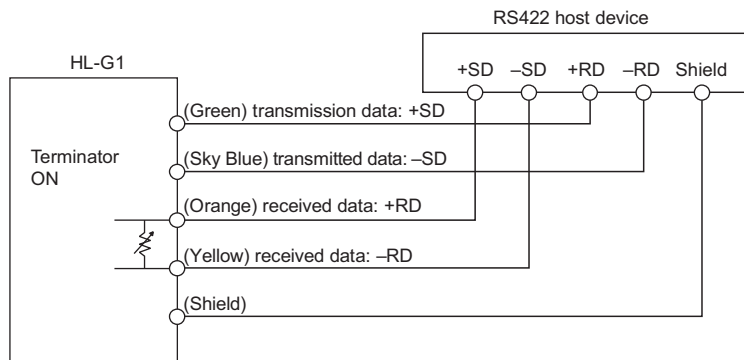 RS422 host device
HL-G1
+SD –SD +RD –RD Shield
(Green) transmission data: +SD
Terminator
ON
(Sky Blue) transmitted data: –SD
(Orange) received data: +RD
(Yellow) received data: –RD
(Shield)